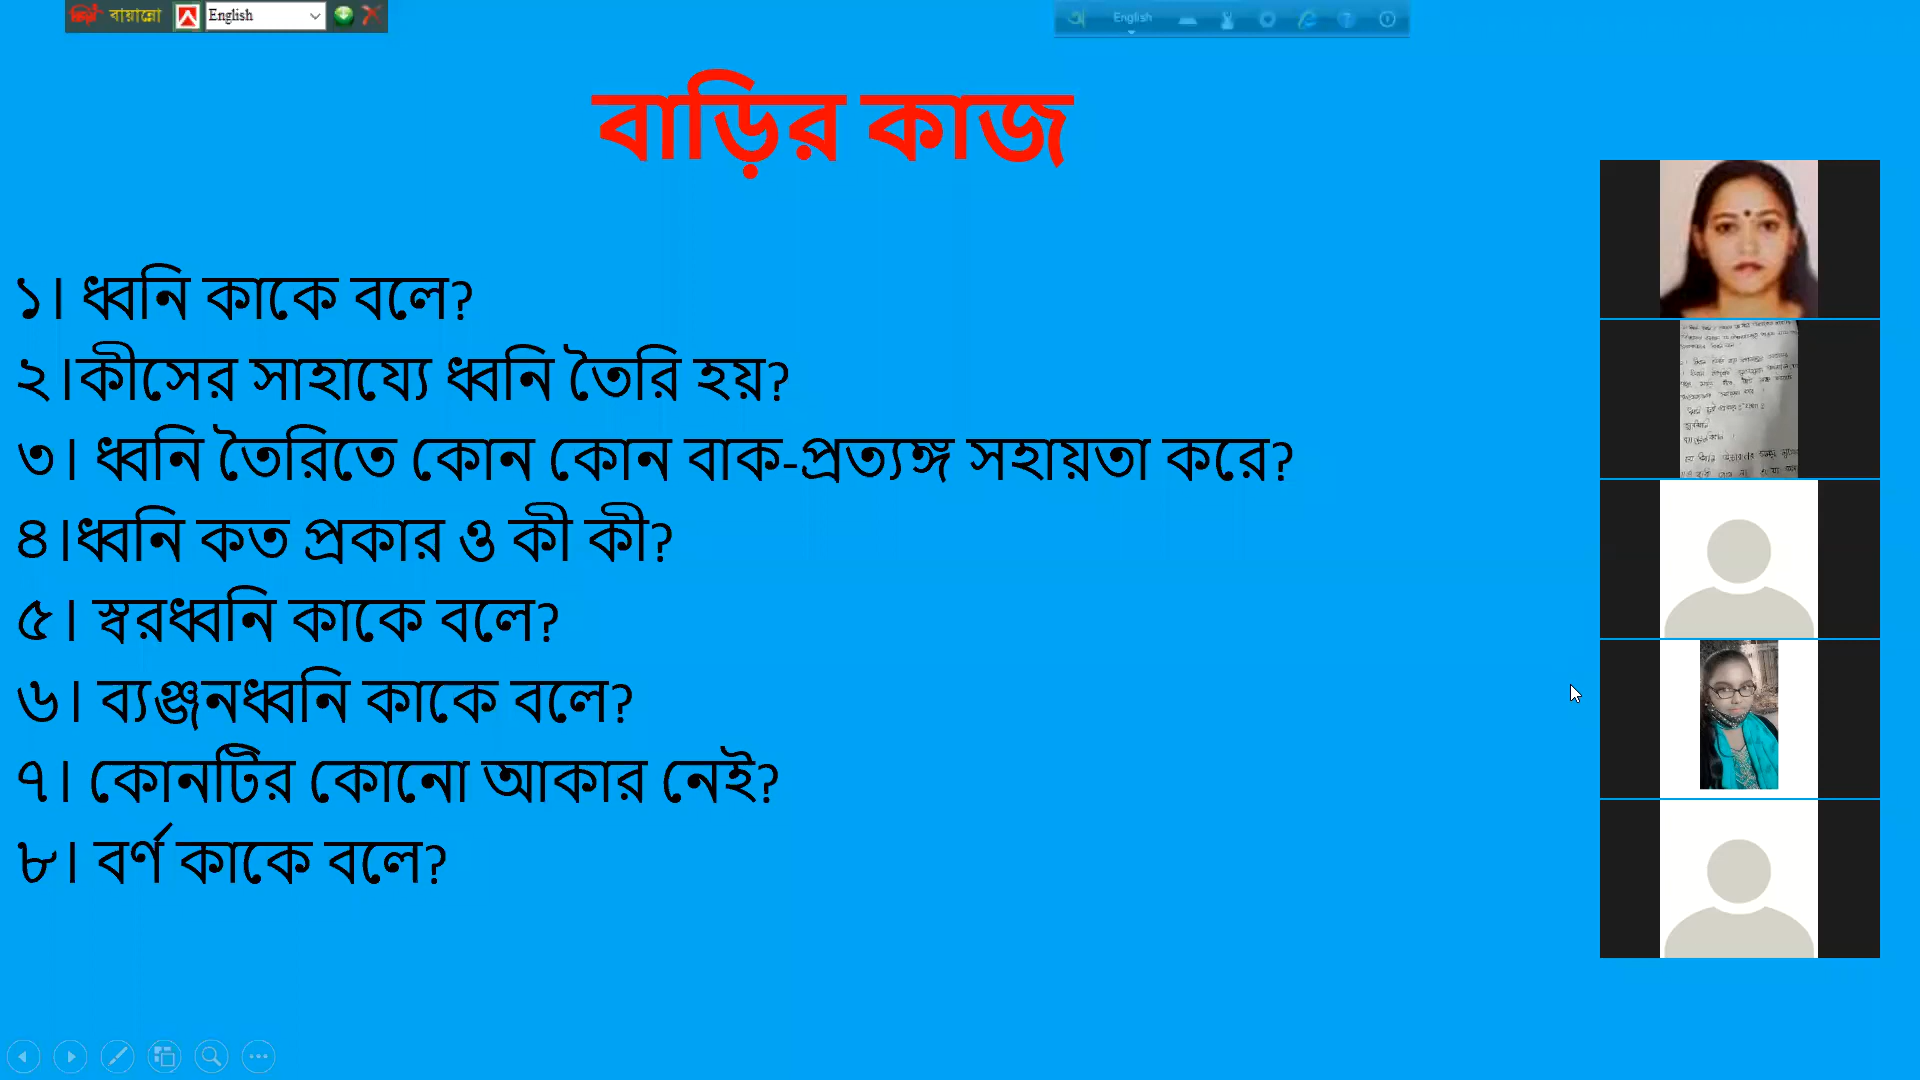 বায়ান্নো
English
English
বাড়ির কাজ
১। ধ্বনি কাকে বলে?
২।কীসের সাহায্যে ধ্বনি তৈরি হয়?
৩। ধ্বনি তৈরিতে কোন কোন বাক-প্রত্যঙ্গ সহায়তা করে?
৪।ধ্বনি কত প্রকার ও কী কী?
৫। স্বরধ্বনি কাকে বলে?
৬। ব্যঞ্জনধ্বনি কাকে বলে?
৭। কোনটির কোনো আকার নেই?
৮। বর্ণ কাকে বলে?